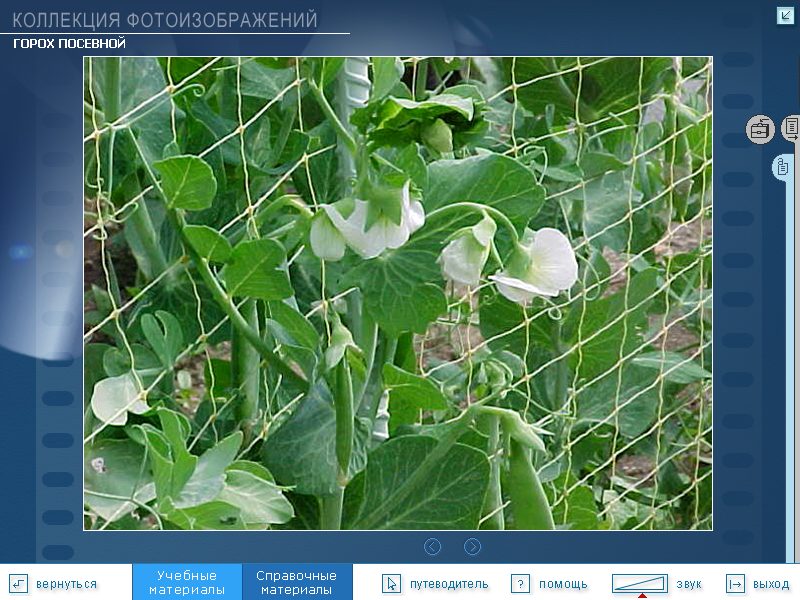 КОЛЛЕКЦИЯ ФОТОИЗОБРАЖЕНИЙ
ГОРОХ ПОСЕВНОЙ
вернуться
Учебные
материалы
Справочные
материалы
путеводитель
?
помощь
звук
выход